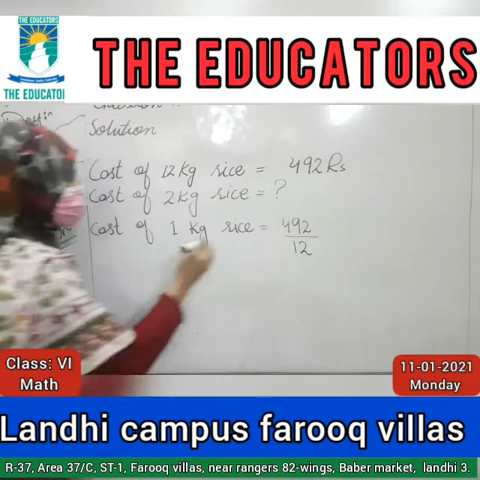 THE EDUCATORS
THE EDUCATORS
THE EDUCATOI
Solution
Cost of 12 kg rice = 492 Rs
Cost of 2 kg rice = ?
Cost of 1 kg rice = 492
12
Class: VI
Math
11-01-2021
Monday
Landhi campus farooq villas
R-37, Area 37/C, ST-1, Farooq villas, near rangers 82-wings, Baber market, landhi 3.